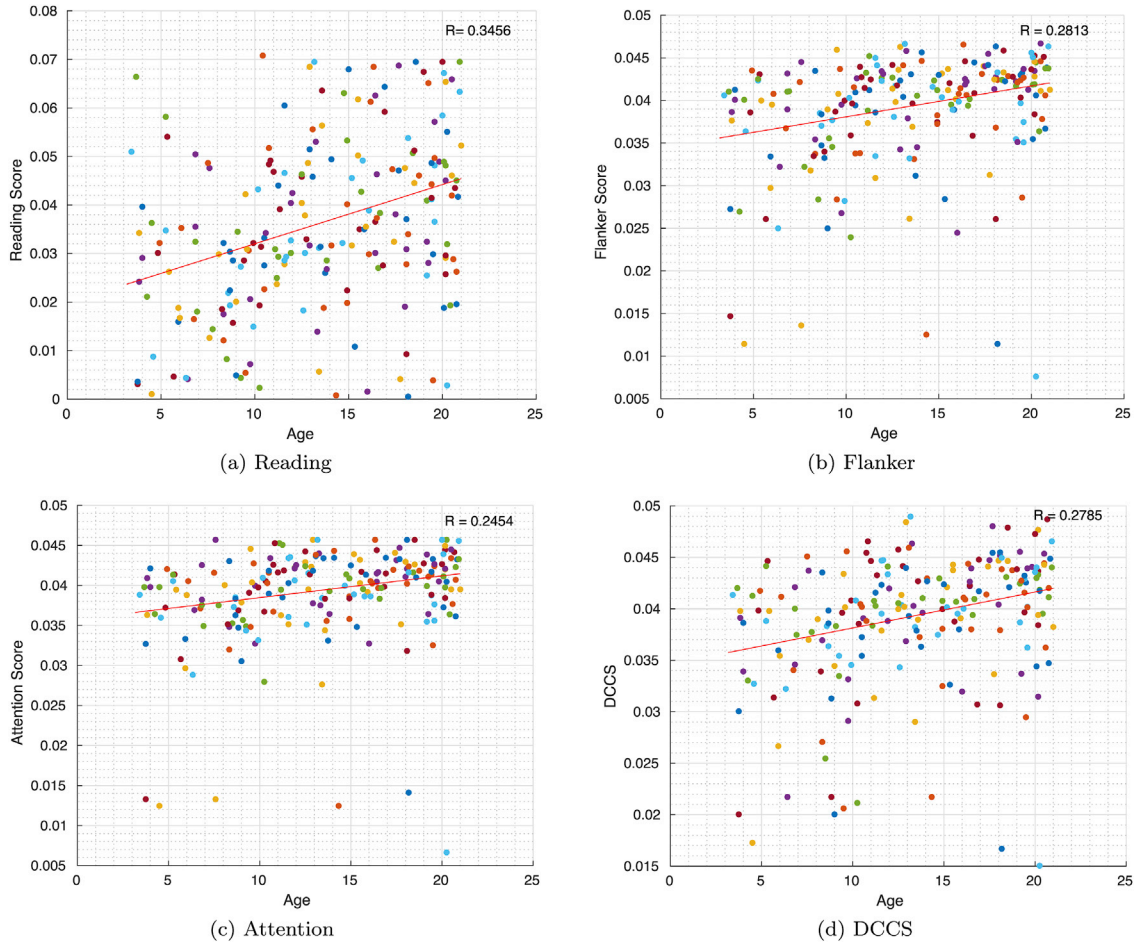 R= 0.3456
0.08
0.07
0.06
0.05
0.04
0.03
0.02
0.01
0
Reading Score
0 5 10 15 20 25
Age
(a) Reading
R = 0.2813
0.05
0.045
0.04
0.035
0.03
0.025
0.02
0.015
0.01
0.005
Flanker Score
0 5 10 15 20 25
Age
(b) Flanker
R = 0.2454
0.05
0.045
0.04
0.035
0.03
0.025
0.02
0.015
0.01
0.005
Attention Score
0 5 10 15 20 25
Age
(c) Attention
R = 0.2785
0.05
0.045
0.04
0.035
0.03
0.025
0.02
0.015
DCCS
0 5 10 15 20 25
Age
(d) DCCS